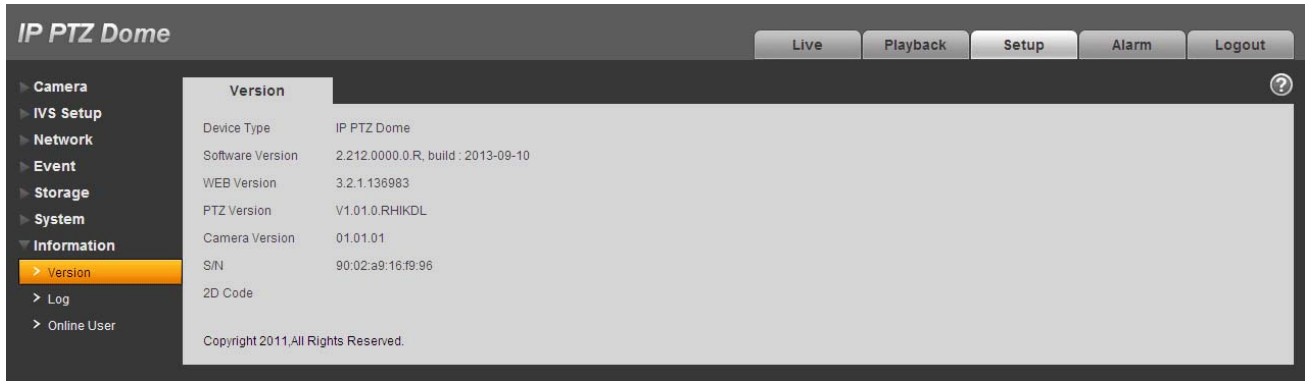 IP PTZ Dome
Live Playback Setup Alarm Logout
Camera
IVS Setup
Network
Event
Storage
System
Information
> Version
> Log
> Online User
Version
?
Device Type IP PTZ Dome
Software Version 2.212.0000.0.R, build : 2013-09-10
WEB Version 3.2.1.136983
PTZ Version V1.01.0.RHIKDL
Camera Version 01.01.01
S/N 90:02:a9:16:f9:96
2D Code
Copyright 2011,All Rights Reserved.